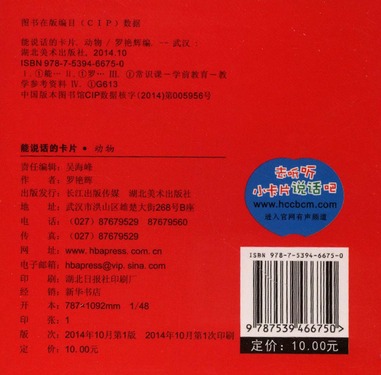 图书在版编目（CIP）数据
能说话的卡片．动物／罗艳辉编．—武汉：
湖北美术出版社，2014.10
ISBN 978-7-5394-6675-0
Ⅰ．①戴… Ⅱ．①罗… Ⅲ．①常识课－学前教育－教
学参考资料 Ⅳ．①G613
中国版本图书馆CIP数据核字（2014）第005956号
能说话的卡片·动物
责任编辑：吴海峰
作 者：罗艳辉
出版发行：长江出版传媒 湖北美术出版社
地 址：武汉市洪山区雄楚大街268号B座
电 话：（027）87679529 87679560
传 真：（027）87679529
网 址：www.hbapress.com.cn
电子邮箱：hbapress@vip.sina.com
印 刷：湖北日报印刷厂
经 销：新华书店
开 本：787×1092mm 1/48
印 张：1
版 次：2014年10月第1版 2014年10月第1次印刷
定 价：10.00元
去听听
小卡片说话吧
www.hccbcm.com
进入官网有声频道
ISBN 978-7-5394-6675-0
9 787539 466750 >
定价：10.00元